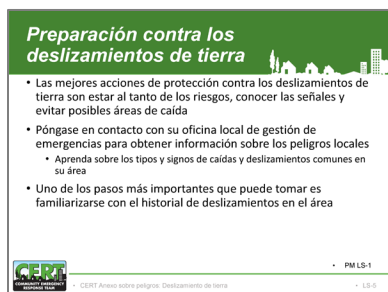 Preparación contra los
deslizamientos de tierra
• Las mejores acciones de protección contra los deslizamientos de
tierra son estar al tanto de los riesgos, conocer las señales y
evitar posibles áreas de caída
• Póngase en contacto con su oficina local de gestión de
emergencias para obtener información sobre los peligros locales
• Aprenda sobre los tipos y signos de caídas y deslizamientos comunes en
su área
• Uno de los pasos más importantes que puede tomar es
familiarizarse con el historial de deslizamientos en el área
• PM LS-1
CERT
COMMUNITY EMERGENCY
RESPONSE TEAM
• CERT Anexo sobre peligros: Deslizamiento de tierra
• LS-5